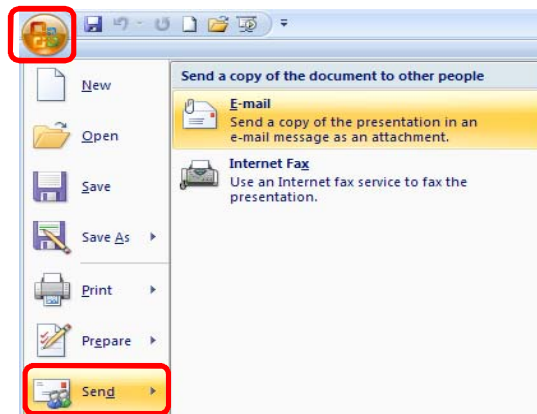 Send a copy of the document to other people
New
E-mail
Send a copy of the presentation in an
e-mail message as an attachment.
Open
Internet Fax
Use an Internet fax service to fax the
presentation.
Save
Save As
Print
Prepare
Send